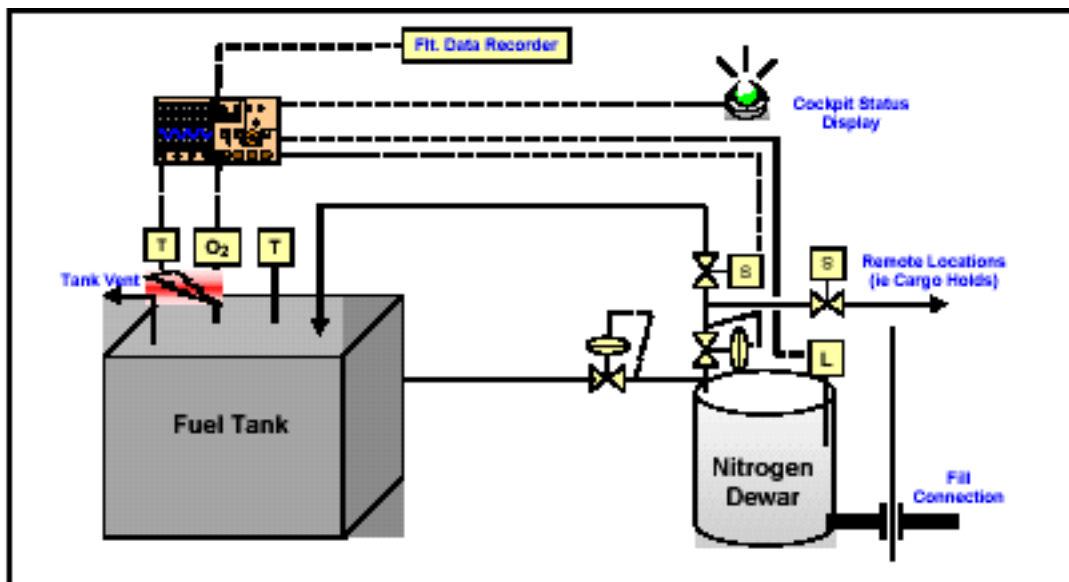 Flt. Data Recorder
Cockpit Status
Display
T
O2
T
S
S
Tank Vent
Remote Locations
(ie Cargo Holds)
L
Fuel Tank
Nitrogen
Dewar
Fill
Connection